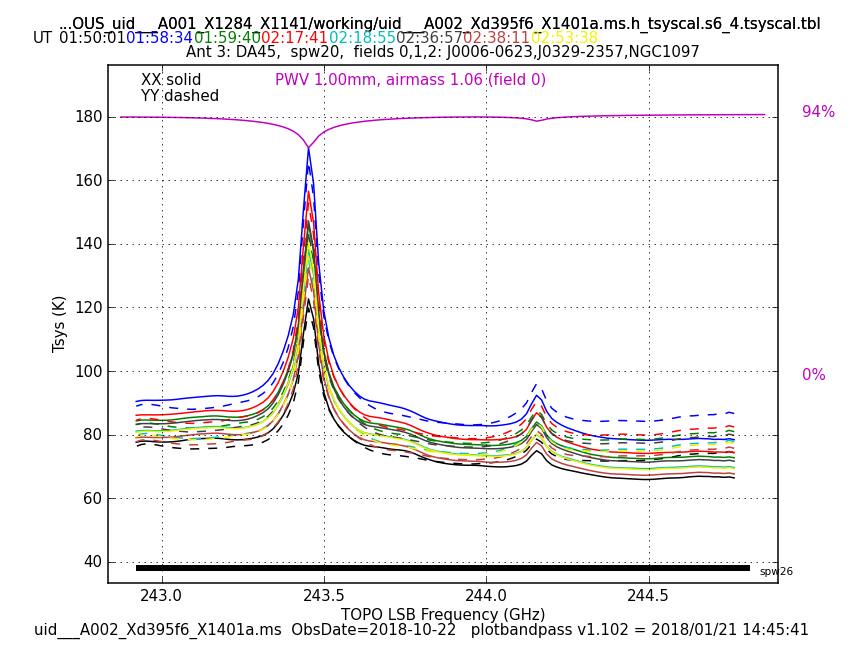 ...OUS_uid___A001_X1284_X1141/working/uid___A002_Xd395f6_X1401a.ms.h_tsyscal.s6_4.tsyscal.tbl
UT 01:50:01 01:58:34 01:59:40 02:17:41 02:18:55 02:36:57 02:38:11 02:53:38
Ant 3: DA45, spw20, fields 0,1,2: J0006-0623,J0329-2357,NGC1097
XX solid
PWV 1.00mm, airmass 1.06 (field 0)
YY dashed
94%
0%
180
160
140
120
100
80
60
40
Tsys (K)
spw26
243.0 243.5 244.0 244.5
TOPO LSB Frequency (GHz)
uid___A002_Xd395f6_X1401a.ms ObsDate=2018-10-22 plotbandpass v1.102 = 2018/01/21 14:45:41